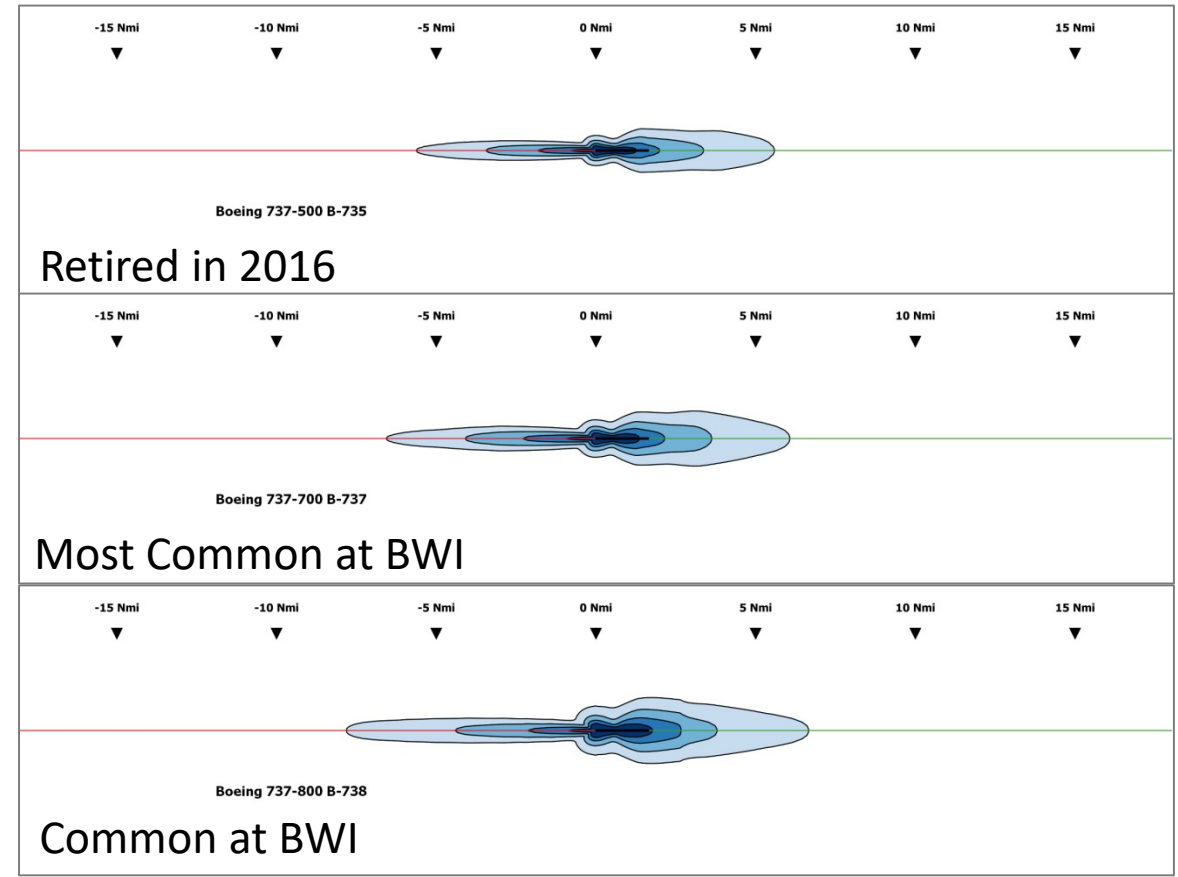 -15 Nmi -10 Nmi -5 Nmi 0 Nmi 5 Nmi 10 Nmi 15 Nmi
Boeing 737-500 B-735
Retired in 2016
-15 Nmi -10 Nmi -5 Nmi 0 Nmi 5 Nmi 10 Nmi 15 Nmi
Boeing 737-700 B-737
Most Common at BWI
-15 Nmi -10 Nmi -5 Nmi 0 Nmi 5 Nmi 10 Nmi 15 Nmi
Boeing 737-800 B-738
Common at BWI